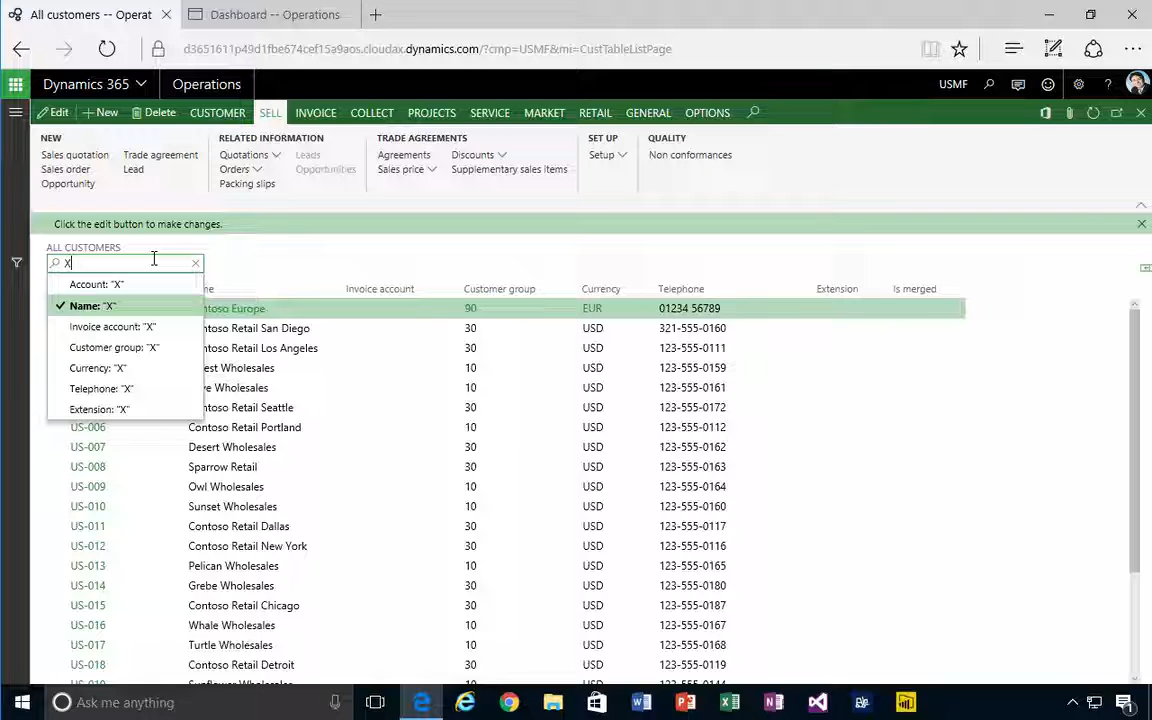 All customers -- Operat
Dashboard -- Operations
d3651611p49d1fbe674cef15a9aos.cloudax.dynamics.com/?cmp=USMF&mi=CustTableListPage
Dynamics 365 Operations USMF ?
Edit New Delete CUSTOMER SELL INVOICE COLLECT PROJECTS SERVICE MARKET RETAIL GENERAL OPTIONS
NEW RELATED INFORMATION TRADE AGREEMENTS SET UP QUALITY
Sales quotation Trade agreement Quotations Leads Agreements Discounts Setup Non conformances
Sales order Lead Orders Opportunities Sales price Supplementary sales items
Opportunity Packing slips
Click the edit button to make changes.
ALL CUSTOMERS
X
Account: "X"
Name: "X"
Invoice account: "X"
Customer group: "X"
Currency: "X"
Telephone: "X"
Extension: "X"
me Invoice account Customer group Currency Telephone Extension Is merged
ntoso Europe 90 EUR 01234 56789
ntoso Retail San Diego 30 USD 321-555-0160
ntoso Retail Los Angeles 30 USD 123-555-0111
est Wholesales 10 USD 123-555-0159
ve Wholesales 10 USD 123-555-0161
ntoso Retail Seattle 30 USD 123-555-0172
US-006 Contoso Retail Portland 10 USD 123-555-0112
US-007 Desert Wholesales 30 USD 123-555-0162
US-008 Sparrow Retail 30 USD 123-555-0163
US-009 Owl Wholesales 10 USD 123-555-0164
US-010 Sunset Wholesales 10 USD 123-555-0160
US-011 Contoso Retail Dallas 30 USD 123-555-0117
US-012 Contoso Retail New York 30 USD 123-555-0116
US-013 Pelican Wholesales 10 USD 123-555-0165
US-014 Grebe Wholesales 30 USD 123-555-0180
US-015 Contoso Retail Chicago 30 USD 123-555-0187
US-016 Whale Wholesales 10 USD 123-555-0167
US-017 Turtle Wholesales 10 USD 123-555-0168
US-018 Contoso Retail Detroit 30 USD 123-555-0119
Ask me anything